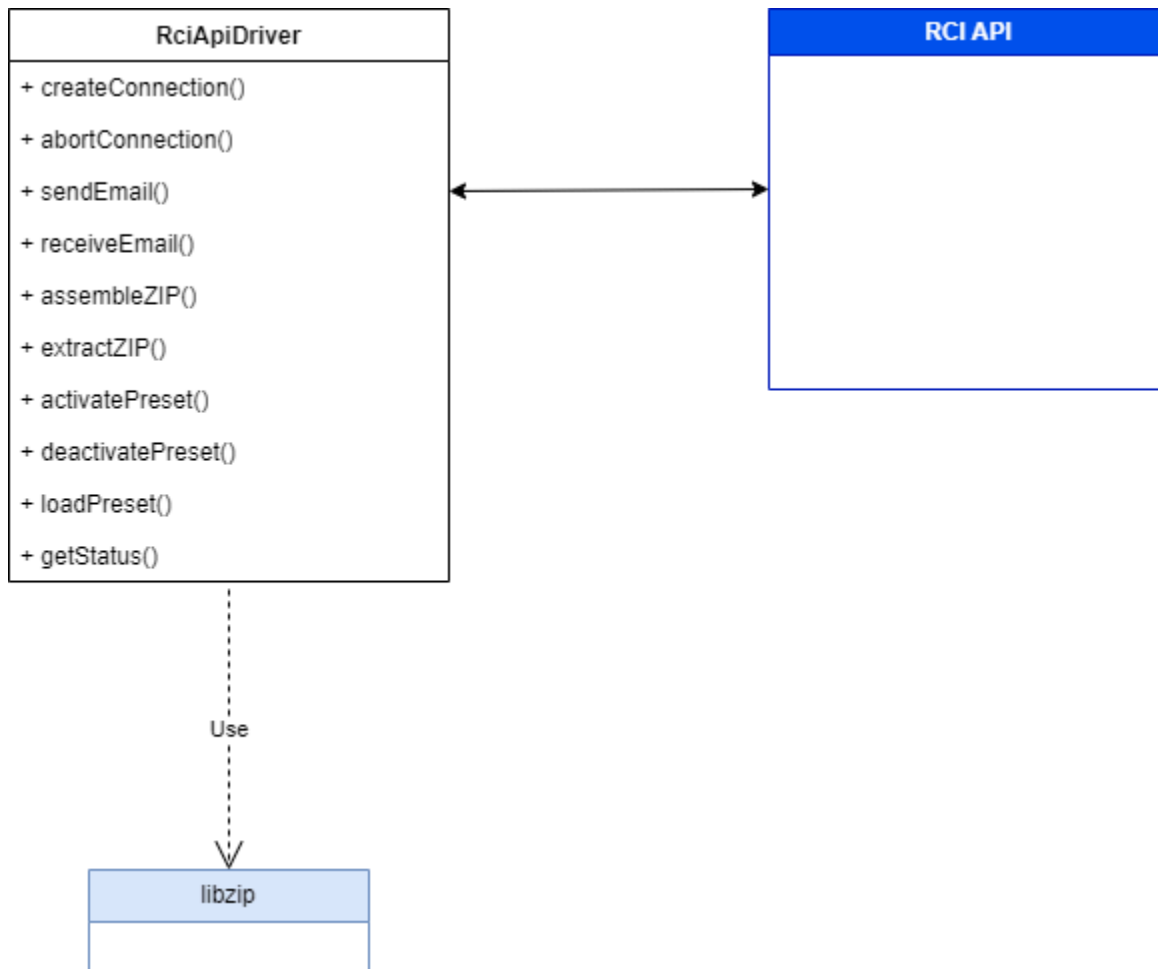 RciApiDriver
+ createConnection()
+ abortConnection()
+ sendEmail()
+ receiveEmail()
+ assembleZIP()
+ extractZIP()
+ activatePreset()
+ deactivatePreset()
+ loadPreset()
+ getStatus()
RCI API
Use
libzip